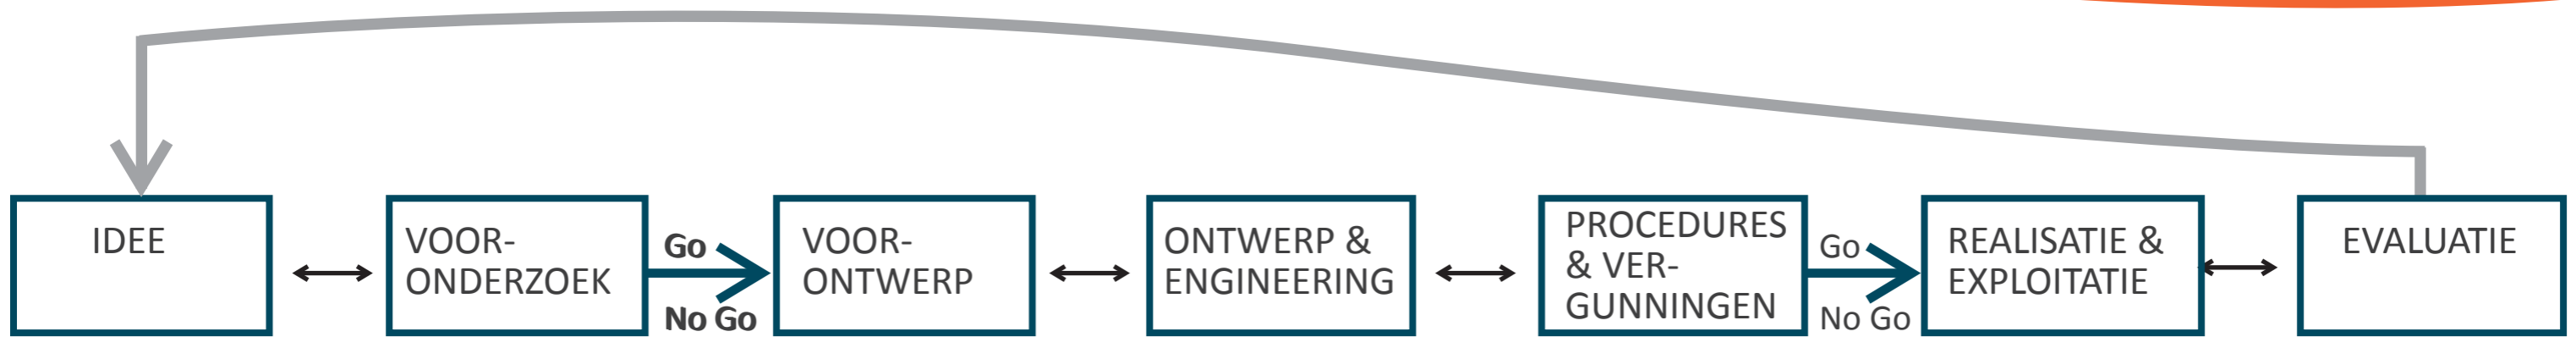 IDEE
VOOR-
ONDERZOEK
Go
No Go
VOOR-
ONTWERP
ONTWERP &
ENGINEERING
PROCEDURES
& VER-
GUNNINGEN
Go
No Go
REALISATIE &
EXPLOITATIE
EVALUATIE